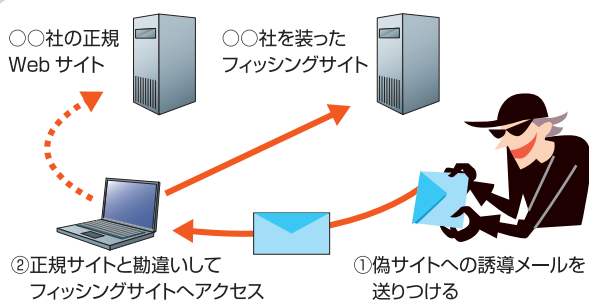 ○○社の正規
Webサイト
○○社を装った
フィッシングサイト
②正規サイトと勘違いして
フィッシングサイトへアクセス
①偽サイトへの誘導メールを
送りつける